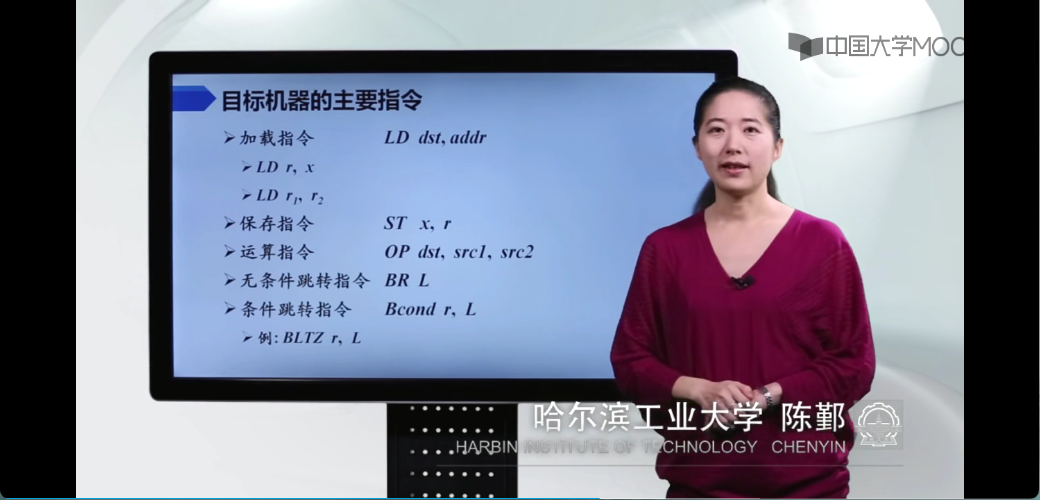 中国大学MOC
目标机器的主要指令
➢加载指令 LD dst, addr
➢LD r, x
➢LD r₁, r₂
➢保存指令 ST x, r
➢运算指令 OP dst, src1, src2
➢无条件跳转指令 BR L
➢条件跳转指令 Bcond r, L
➢例: BLTZ r, L
哈尔滨工业大学 陈鄞
HARBIN INSTITUTE OF TECHNOLOGY CHENYIN